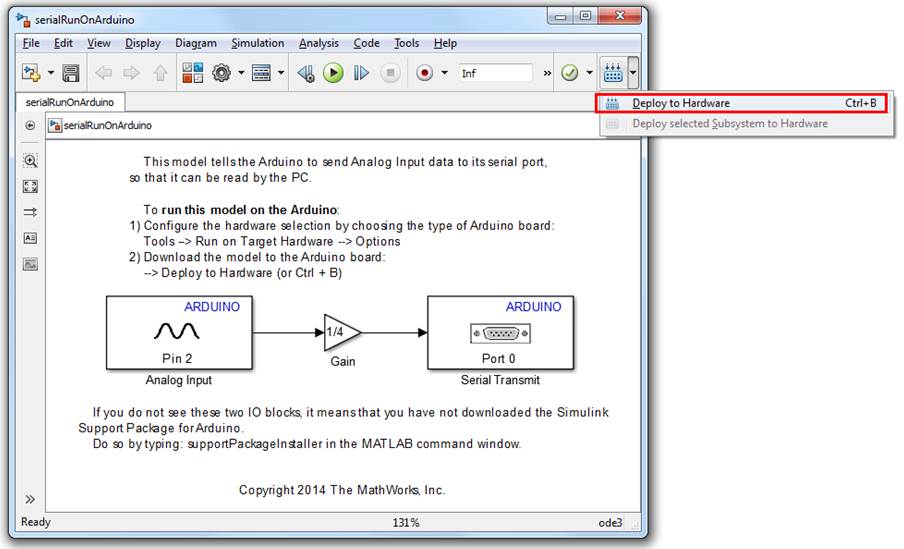 serialRunOnArduino
File Edit View Display Diagram Simulation Analysis Code Tools Help
Inf »
serialRunOnArduino
Deploy to Hardware Ctrl+B
Deploy selected Subsystem to Hardware
serialRunOnArduino
This model tells the Arduino to send Analog Input data to its serial port,
so that it can be read by the PC.
To run this model on the Arduino:
1) Configure the hardware selection by choosing the type of Arduino board:
Tools –> Run on Target Hardware --> Options
2) Download the model to the Arduino board:
--> Deploy to Hardware (or Ctrl + B)
ARDUINO
Pin 2
Analog Input
1/4
Gain
ARDUINO
Port 0
Serial Transmit
If you do not see these two IO blocks, it means that you have not downloaded the Simulink
Support Package for Arduino.
Do so by typing: supportPackageInstaller in the MATLAB command window.
Copyright 2014 The MathWorks, Inc.
»
Ready 131% ode3